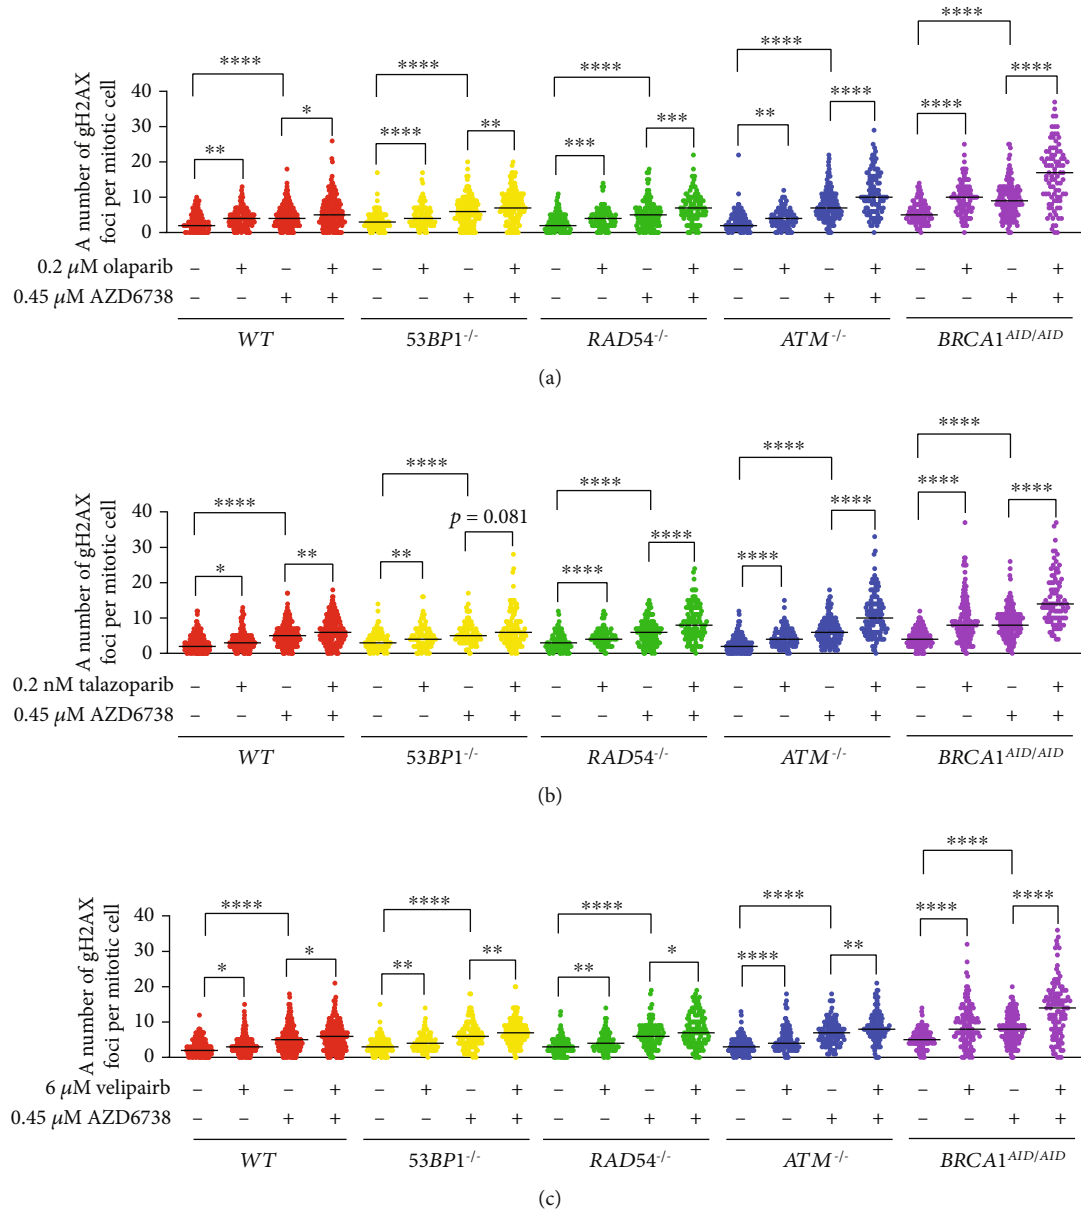 **** **** **** **** ****
* ** *** **** ****
** **** *** ** ****
A number of gH2AX
foci per mitotic cell
40
30
20
10
0
0.2 μM olaparib – + – + – + – + – + – + – + – + – + – +
0.45 μM AZD6738 – – + + – – + + – – + + – – + + – – + +
WT 53BP1-/- RAD54-/- ATM-/- BRCA1AID/AID
(a)
**** **** **** **** ****
** p = 0.081 **** **** ****
* ** **** **** ****
A number of gH2AX
foci per mitotic cell
40
30
20
10
0
0.2 nM talazoparib – + – + – + – + – + – + – + – + – + – +
0.45 μM AZD6738 – – + + – – + + – – + + – – + + – – + +
WT 53BP1-/- RAD54-/- ATM-/- BRCA1AID/AID
(b)
**** **** **** **** ****
* ** * ** ****
* ** ** **** ****
A number of gH2AX
foci per mitotic cell
40
30
20
10
0
6 μM velipairb – + – + – + – + – + – + – + – + – + – +
0.45 μM AZD6738 – – + + – – + + – – + + – – + + – – + +
WT 53BP1-/- RAD54-/- ATM-/- BRCA1AID/AID
(c)